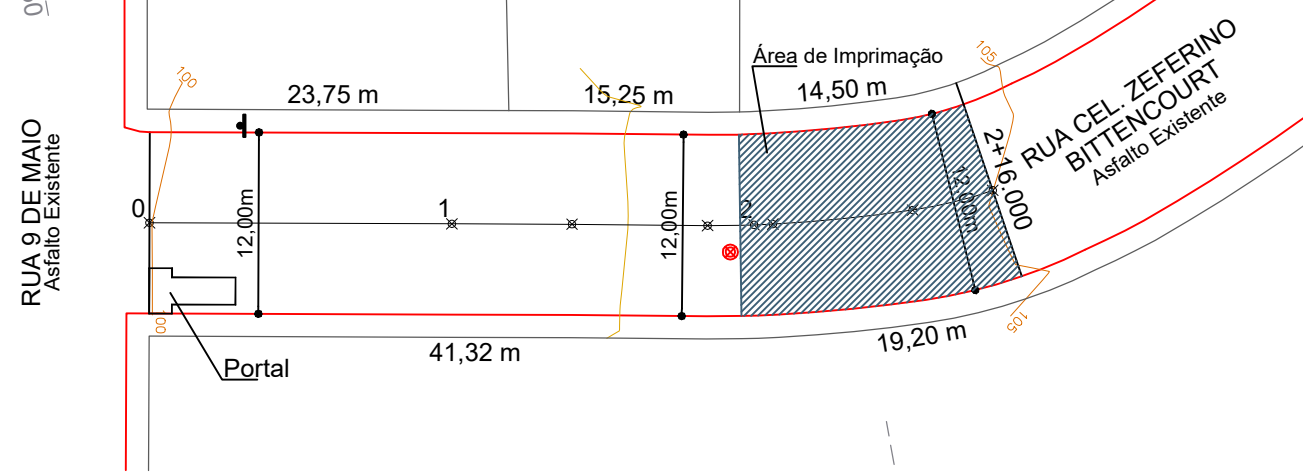 100
105
Área de Imprimação
23,75 m
15,25 m
14,50 m
RUA CEL. ZEFERINO
BITTENCOURT
Asfalto Existente
RUA 9 DE MAIO
Asfalto Existente
0
1
2
2+16,000
12,00m
12,00m
12,00m
100
105
41,32 m
19,20 m
Portal